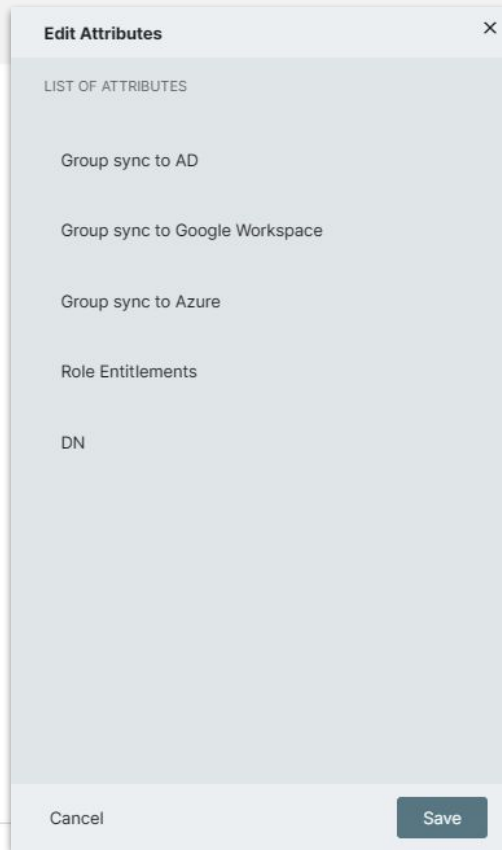 Edit Attributes
×
LIST OF ATTRIBUTES
Group sync to AD
Group sync to Google Workspace
Group sync to Azure
Role Entitlements
DN
Cancel
Save